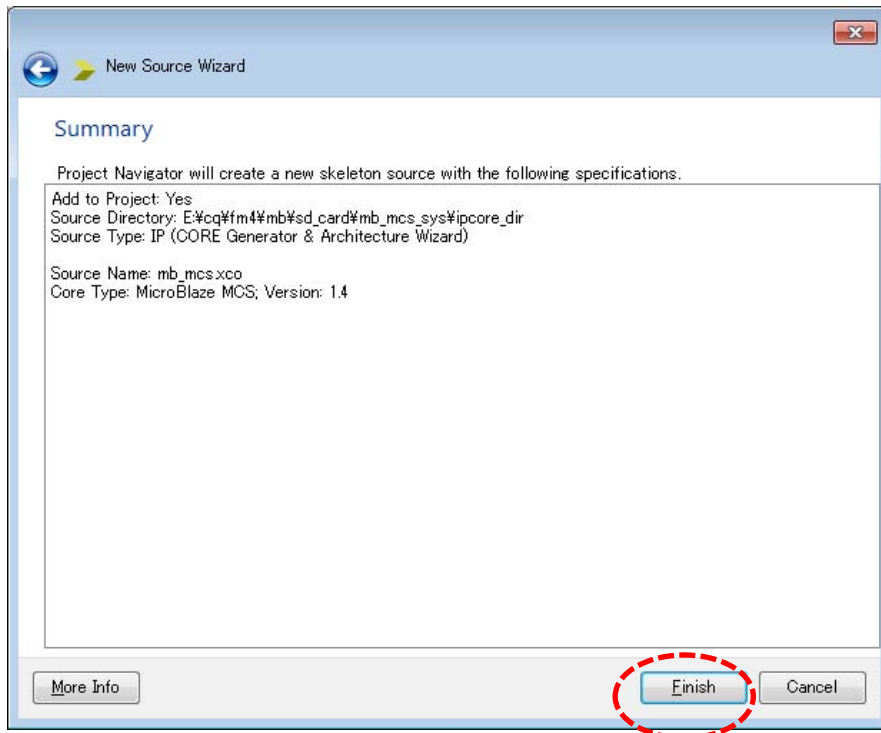 New Source Wizard
Summary
Project Navigator will create a new skeleton source with the following specifications.
Add to Project: Yes
Source Directory: E:¥cq¥fm4¥mb¥sd_card¥mb_mcs_sys¥ipcore_dir
Source Type: IP (CORE Generator & Architecture Wizard)
Source Name: mb_mcs.xco
Core Type: MicroBlaze MCS; Version: 1.4
More Info
Finish
Cancel